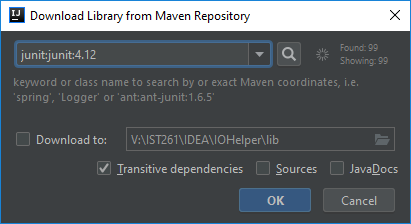 IJ
Download Library from Maven Repository
junit:junit:4.12
Found: 99
Showing: 99
keyword or class name to search by or exact Maven coordinates, i.e.
'spring', 'Logger' or 'ant:ant-junit:1.6.5'
Download to:
V:\IST261\IDEA\IOHelper\lib
Transitive dependencies
Sources
JavaDocs
OK
Cancel